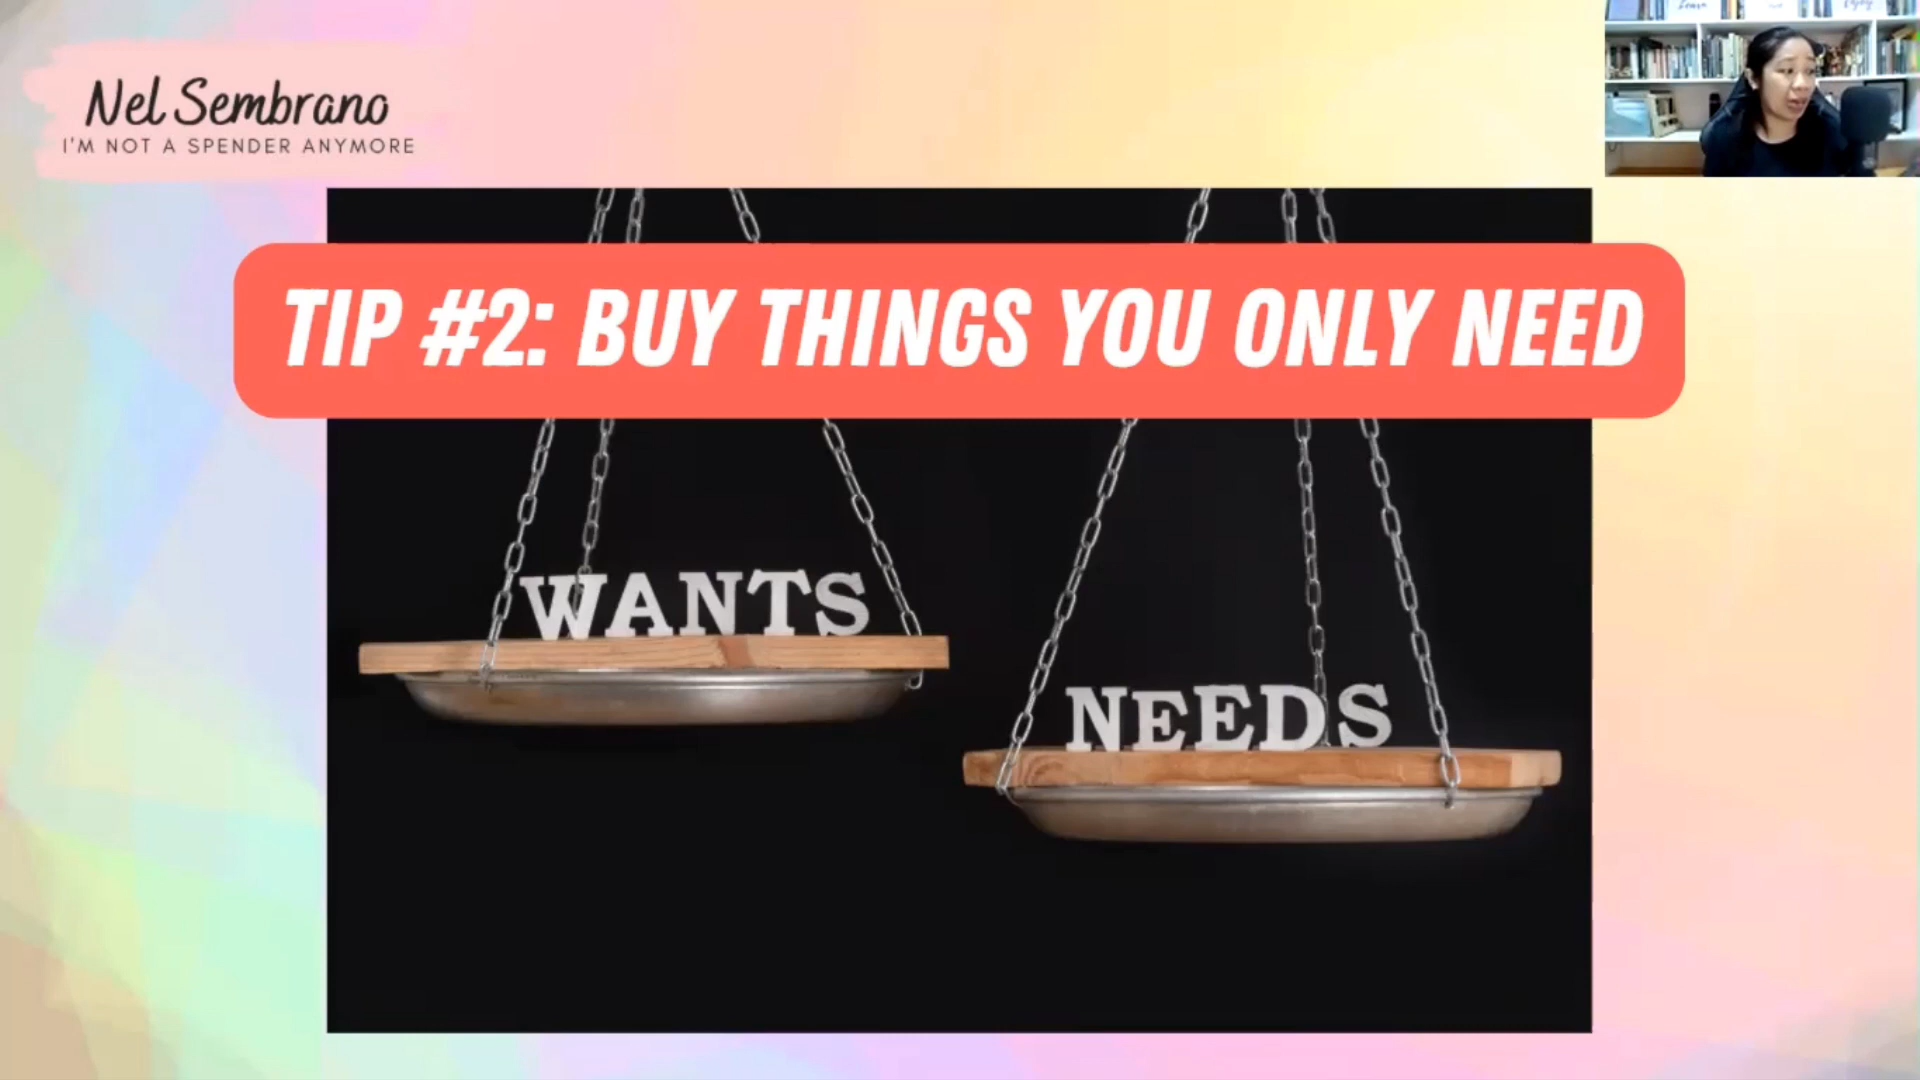 Nel Sembrano
I'M NOT A SPENDER ANYMORE
TIP #2: BUY THINGS YOU ONLY NEED
WANTS
NEEDS